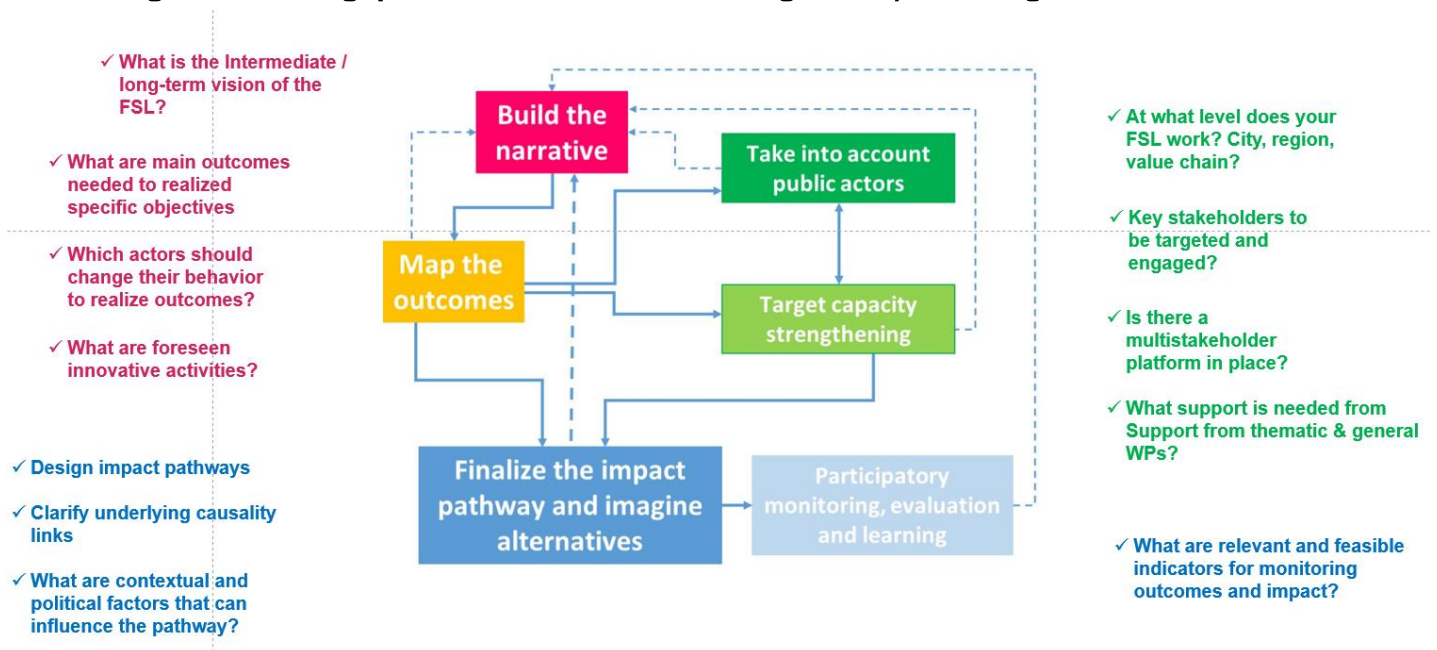 ✓ What is the Intermediate /
long-term vision of the
FSL?
✓ What are main outcomes
needed to realized
specific objectives
✓ Which actors should
change their behavior
to realize outcomes?
✓ What are foreseen
innovative activities?
✓ Design impact pathways
✓ Clarify underlying causality
links
✓ What are contextual and
political factors that can
influence the pathway?
Build the
narrative
Take into account
public actors
Map the
outcomes
Target capacity
strengthening
Finalize the impact
pathway and imagine
alternatives
Participatory
monitoring, evaluation
and learning
✓ At what level does your
FSL work? City, region,
value chain?
✓ Key stakeholders to
be targeted and
engaged?
✓ Is there a
multistakeholder
platform in place?
✓ What support is needed from
Support from thematic & general
WPs?
✓ What are relevant and feasible
indicators for monitoring
outcomes and impact?